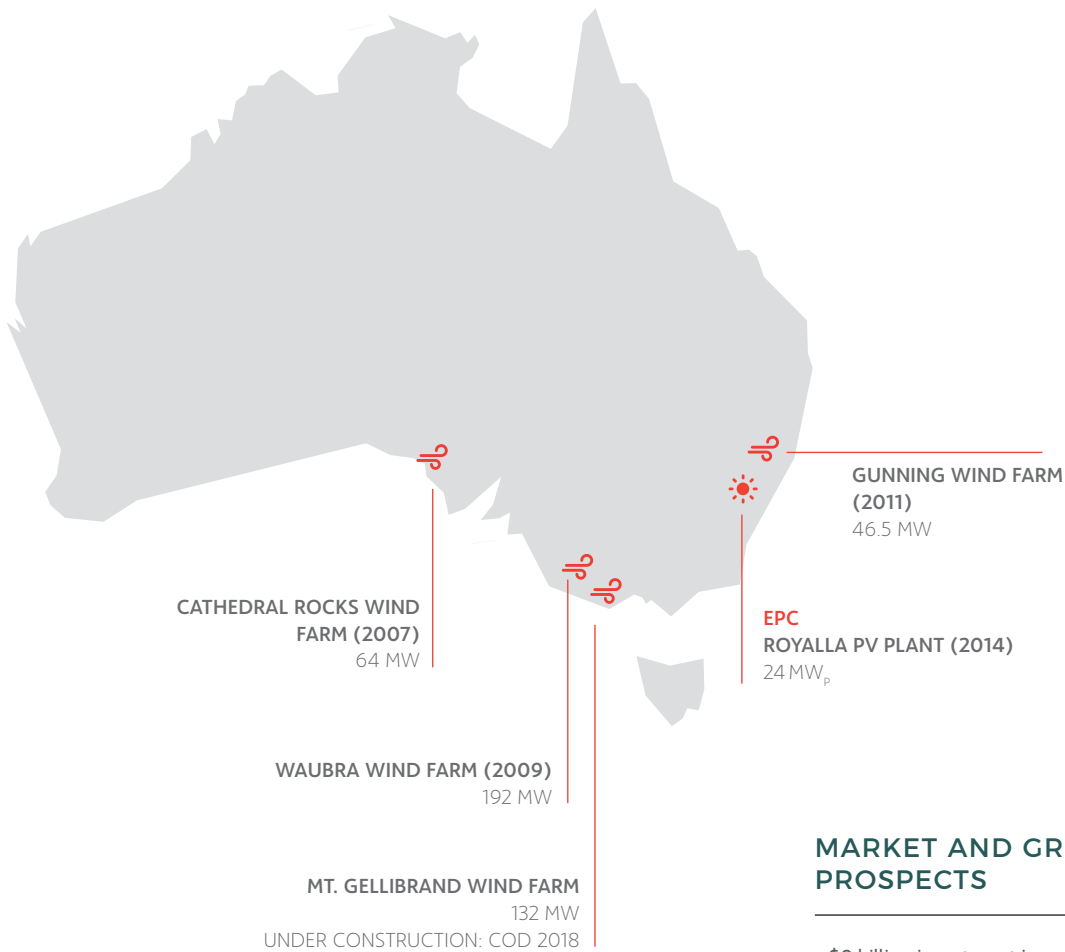 GUNNING WIND FARM
(2011)
46.5 MW
CATHEDRAL ROCKS WIND
FARM (2007)
64 MW
EPC
ROYALLA PV PLANT (2014)
24 MWₚ
WAUBRA WIND FARM (2009)
192 MW
MT. GELLIBRAND WIND FARM
132 MW
UNDER CONSTRUCTION: COD 2018
MARKET AND GR
PROSPECTS